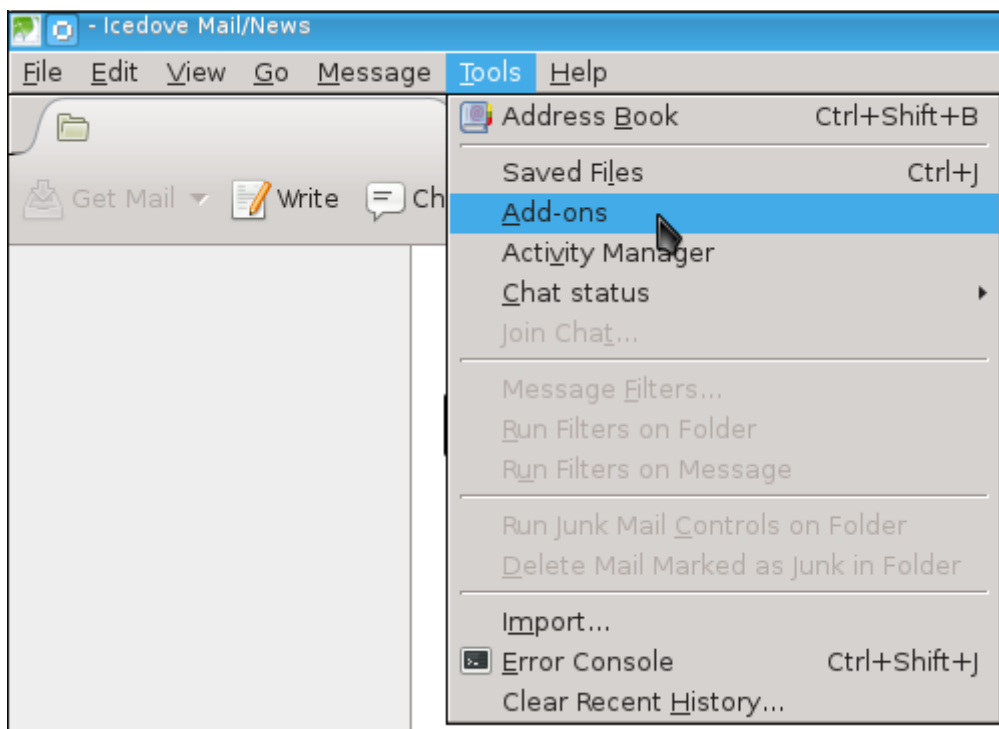 - Icedove Mail/News
File Edit View Go Message Tools Help
Address Book Ctrl+Shift+B
Saved Files Ctrl+J
Get Mail Write Ch
Add-ons
Activity Manager
Chat status
Join Chat...
Message Filters...
Run Filters on Folder
Run Filters on Message
Run Junk Mail Controls on Folder
Delete Mail Marked as Junk in Folder
Import...
Error Console Ctrl+Shift+J
Clear Recent History...